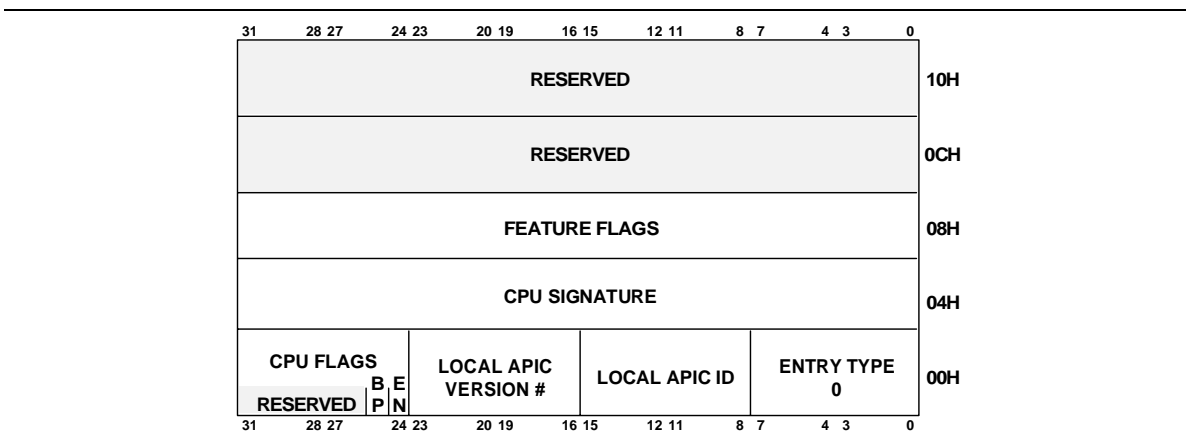 31 28 27 24 23 20 19 16 15 12 11 8 7 4 3 0
RESERVED 10H
RESERVED 0CH
FEATURE FLAGS 08H
CPU SIGNATURE 04H
CPU FLAGS
RESERVED
B
P
E
N
LOCAL APIC
VERSION #
LOCAL APIC ID
ENTRY TYPE
0
00H
31 28 27 24 23 20 19 16 15 12 11 8 7 4 3 0